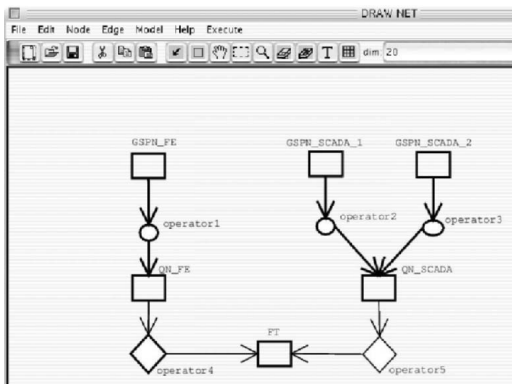 DRAW NET
File Edit Node Edge Model Help Execute
T dim: 20
GSPN_FE GSPN_SCADA_1 GSPN_SCADA_2
operator1 operator2 operator3
QN_FE QN_SCADA
FT
operator4 operator5